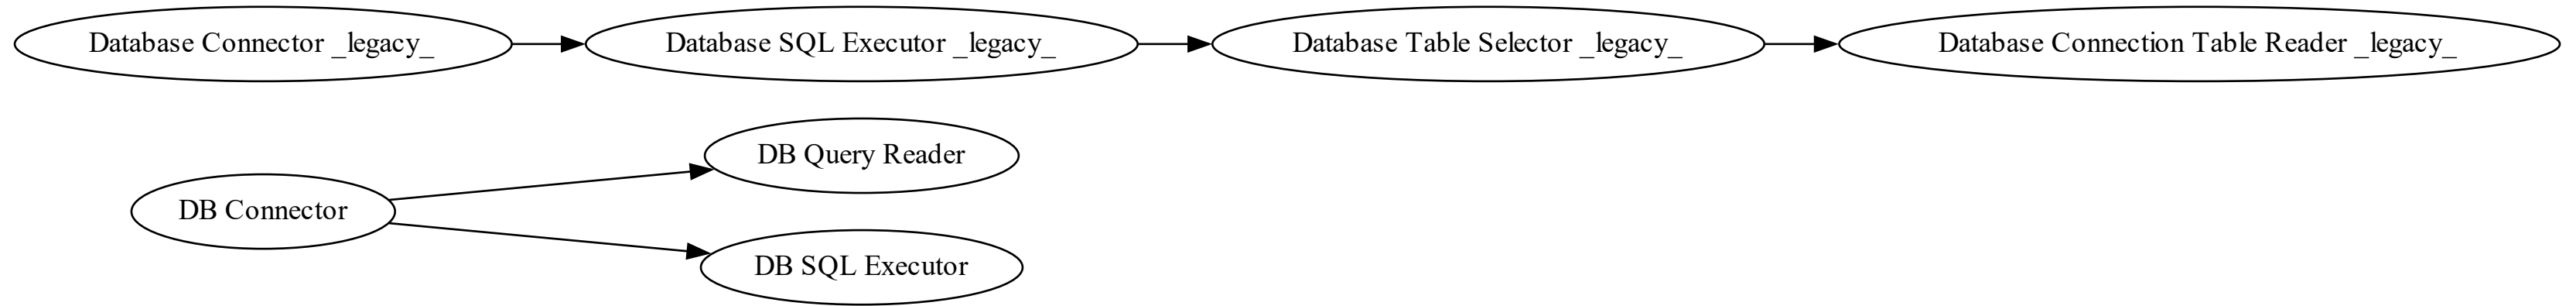 Database Connector _legacy_
Database SQL Executor _legacy_
Database Table Selector _legacy_
Database Connection Table Reader _legacy_
DB Query Reader
DB Connector
DB SQL Executor